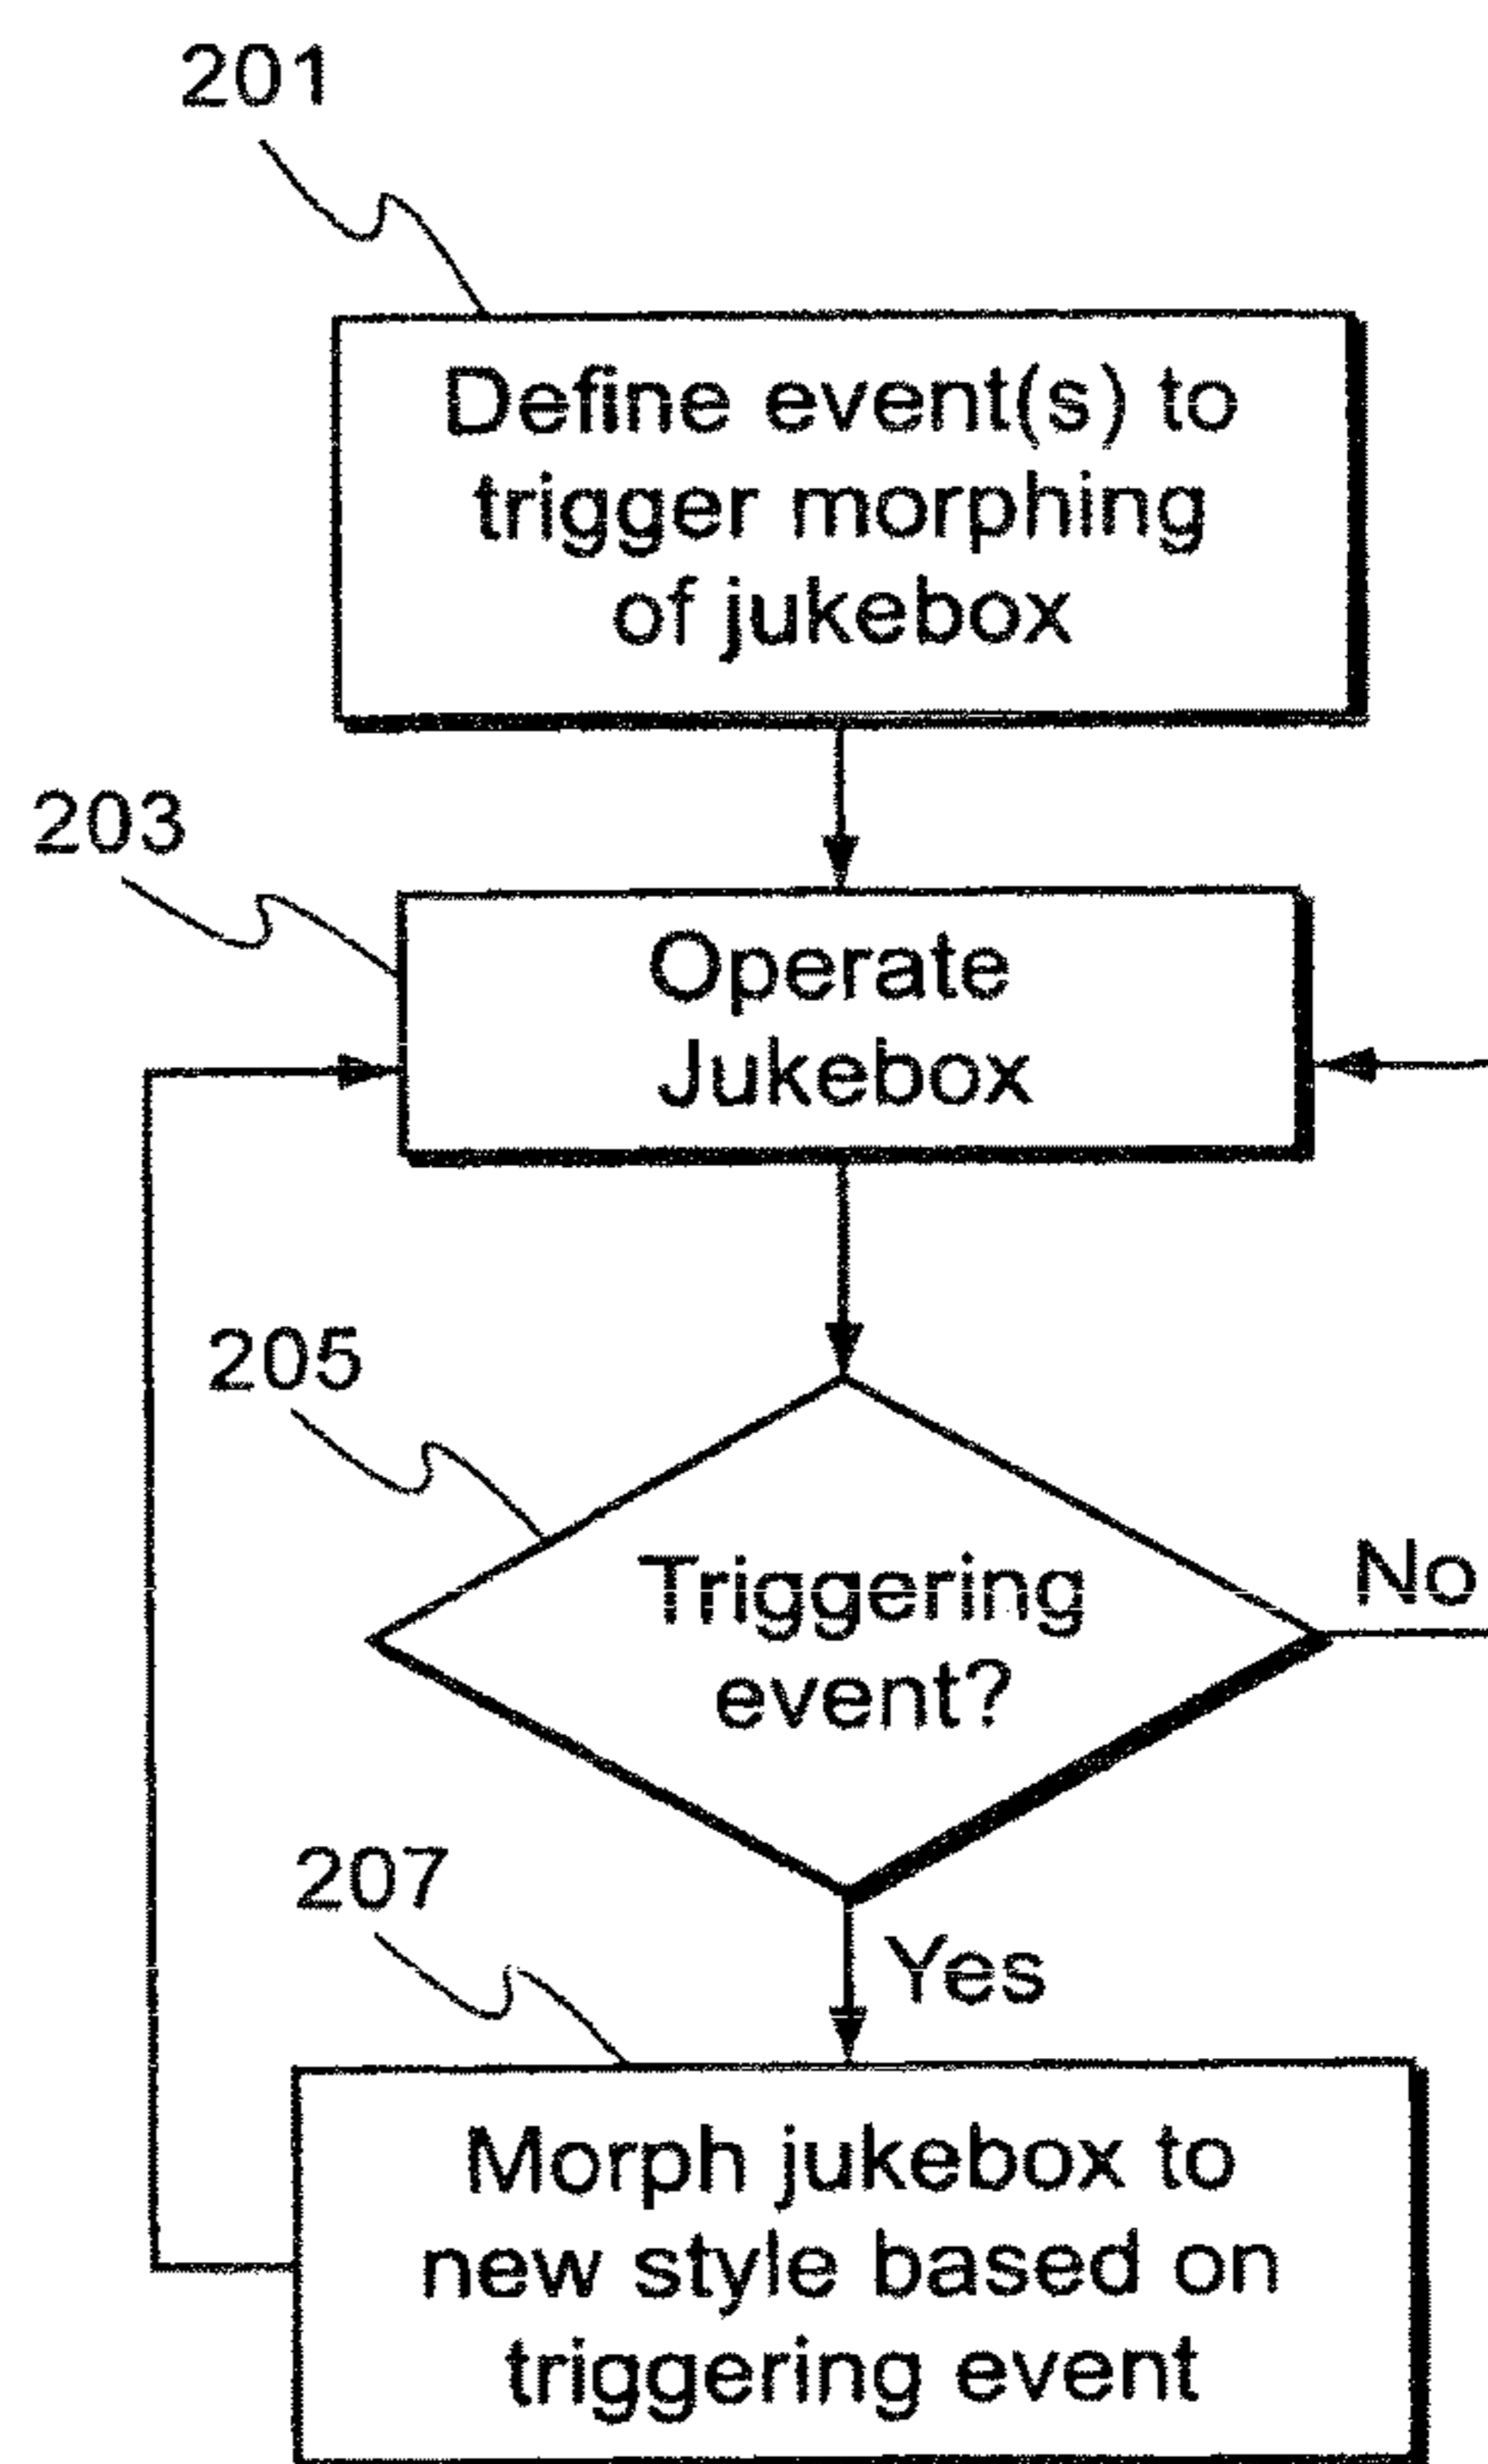 201
Define event(s) to
trigger morphing
of jukebox
203
Operate
Jukebox
205
Triggering
event?
No
207
Yes
Morph jukebox to
new style based on
triggering event